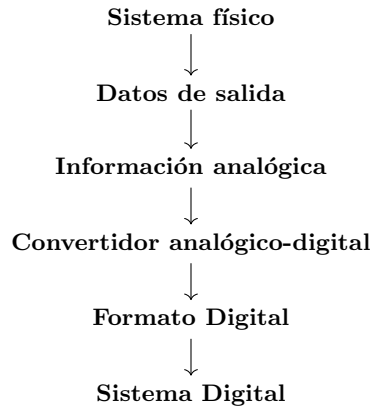 Sistema físico
Datos de salida
Información analógica
Convertidor analógico-digital
Formato Digital
Sistema Digital